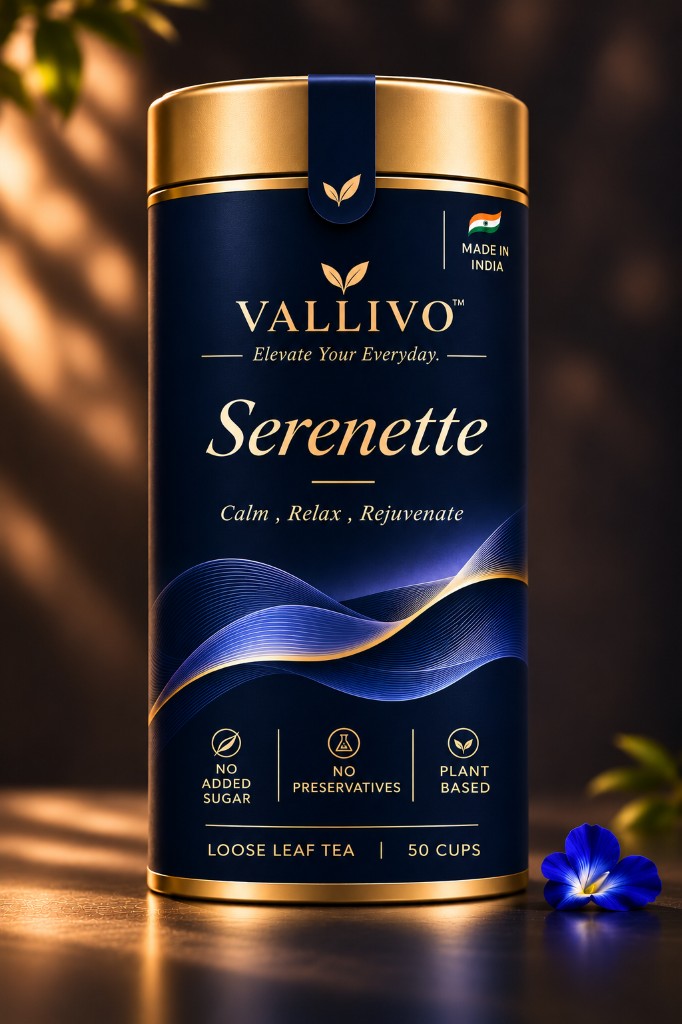 MADE IN
INDIA
VALLIVO™
Elevate Your Everyday.
Serenette
Calm , Relax , Rejuvenate
NO
ADDED
SUGAR
NO
PRESERVATIVES
PLANT
BASED
LOOSE LEAF TEA | 50 CUPS